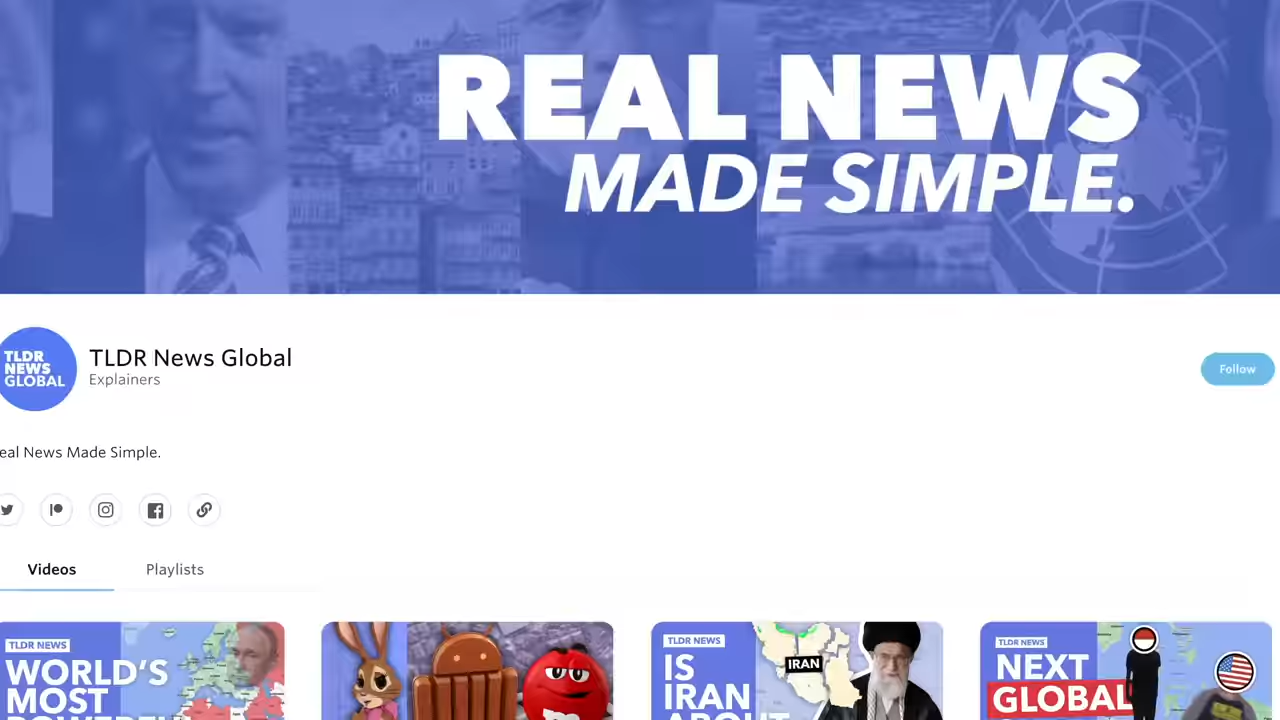 REAL NEWS
MADE SIMPLE.
TLDR
NEWS
GLOBAL
TLDR News Global
Explainers
Follow
eal News Made Simple.
Videos
Playlists
TLDR NEWS
WORLD'S
MOST
TLDR NEWS
IS
IRAN
ABOUT
IRAN
TLDR NEWS
NEXT
GLOBAL